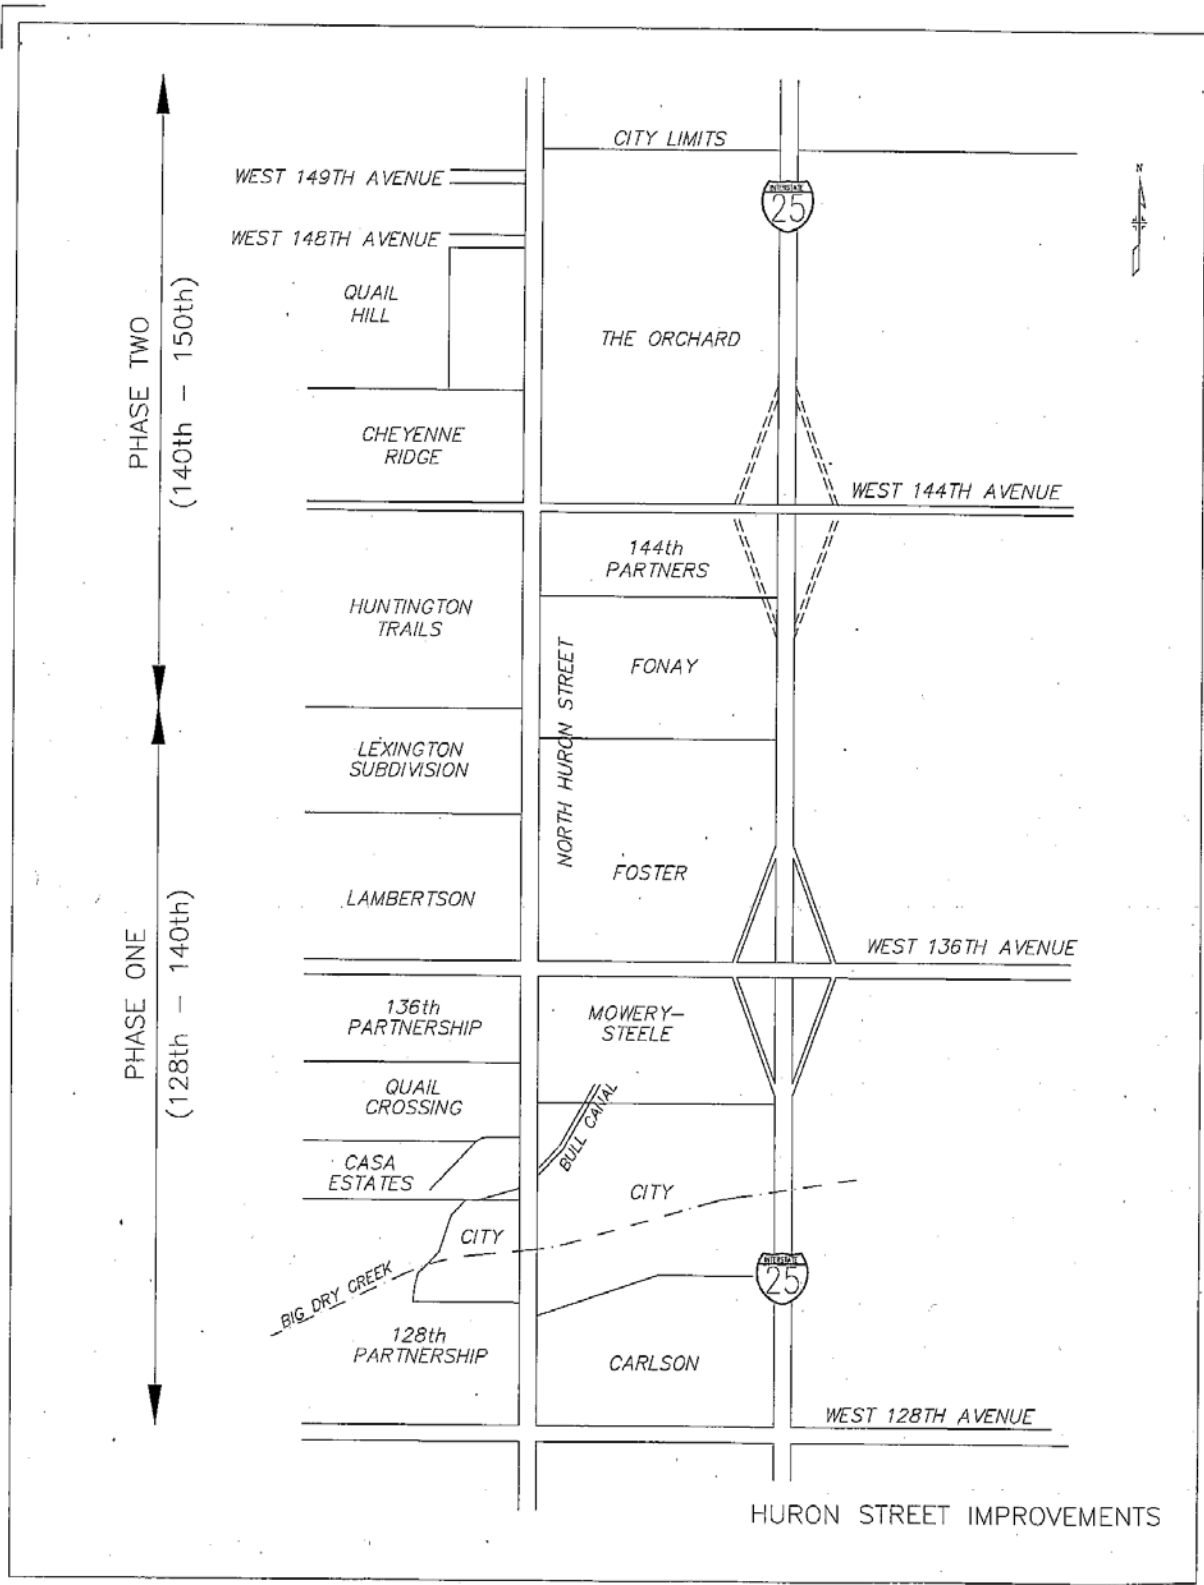 CITY LIMITS
WEST 149TH AVENUE
N
INTERSTATE
25
WEST 148TH AVENUE
QUAIL
HILL
THE ORCHARD
PHASE TWO
(140th – 150th)
CHEYENNE
RIDGE
WEST 144TH AVENUE
144th
PARTNERS
HUNTINGTON
TRAILS
FONAY
NORTH HURON STREET
LEXINGTON
SUBDIVISION
FOSTER
LAMBERTSON
PHASE ONE
(128th – 140th)
WEST 136TH AVENUE
136th
PARTNERSHIP
MOWERY–
STEELE
QUAIL
CROSSING
BULL CANAL
CASA
ESTATES
CITY
CITY
BIG DRY CREEK
INTERSTATE
25
128th
PARTNERSHIP
CARLSON
WEST 128TH AVENUE
HURON STREET IMPROVEMENTS